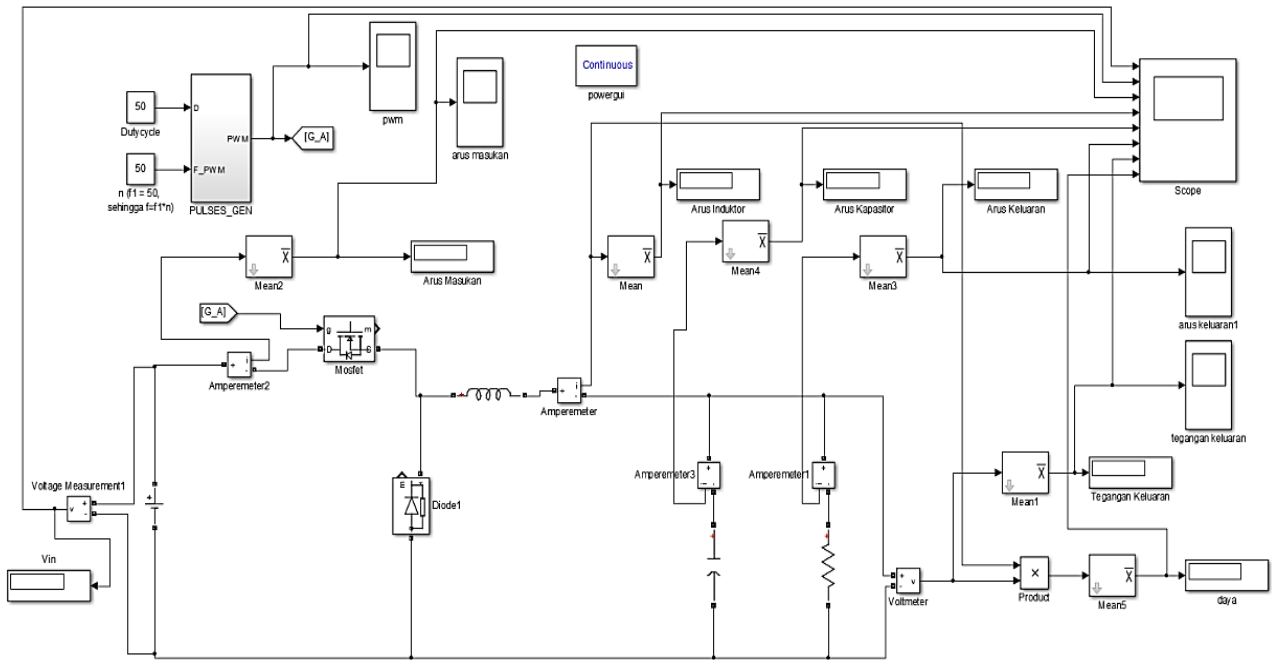 Continuous
powergui
50
D
Dutycycle
PWM
[G_A]
50
F_PWM
n (f1 = 50,
sehingga f=f1*n)
PULSES_GEN
pwm
arus masukan
Scope
Arus Induktor
Arus Kapasitor
Arus Keluaran
X
Mean2
Arus Masukan
X
Mean
X
Mean4
X
Mean3
arus keluaran1
[G_A]
g
m
D
S
Mosfet
+
i
-
Amperemeter2
+
i
-
Amperemeter
tegangan keluaran
Amperemeter3
+
i
-
Amperemeter1
+
i
-
X
Mean1
Tegangan Keluaran
Voltage Measurement1
v
+
-
+
Diode1
Vin
+
-
v
Voltmeter
×
Product
X
Mean5
daya